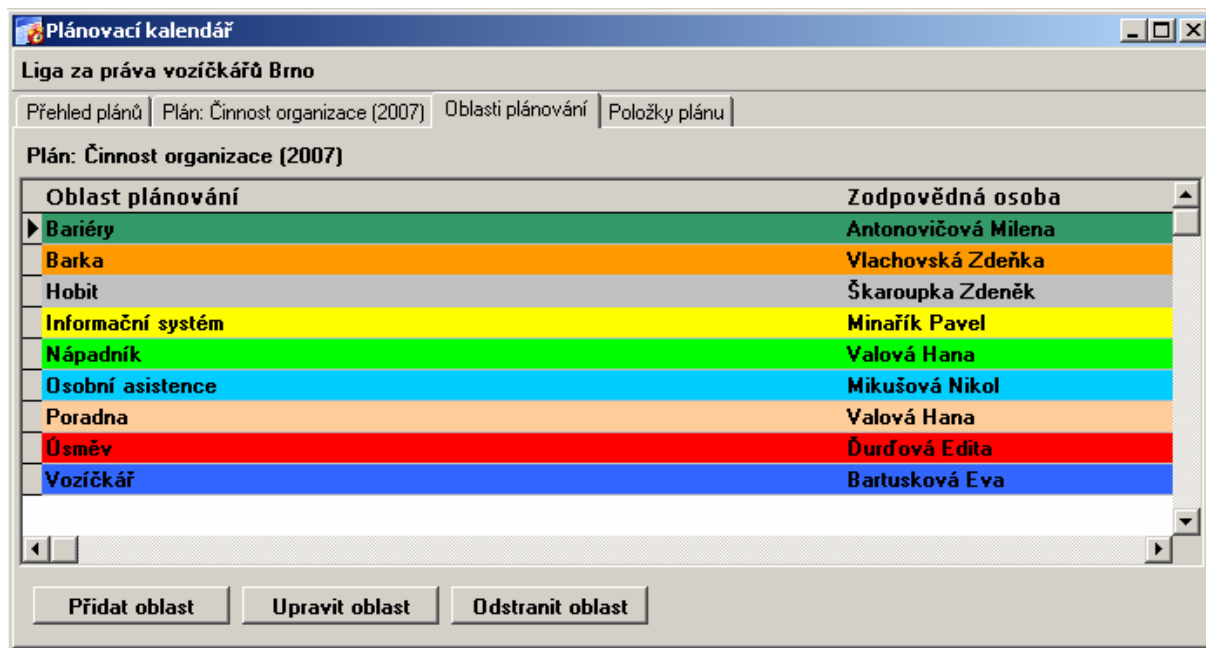 Plánovací kalendář
Liga za práva vozíčkářů Brno
Přehled plánů Plán: Činnost organizace (2007) Oblasti plánování Položky plánu
Plán: Činnost organizace (2007)
Oblast plánování Zodpovědná osoba
Bariéry Antonovičová Milena
Barka Vlachovská Zdeňka
Hobit Škaroupka Zdeněk
Informační systém Minařík Pavel
Nápadník Valová Hana
Osobní asistence Mikušová Nikol
Poradna Valová Hana
Úsměv Ďurďová Edita
Vozíčkář Bartusková Eva
Přidat oblast Upravit oblast Odstranit oblast